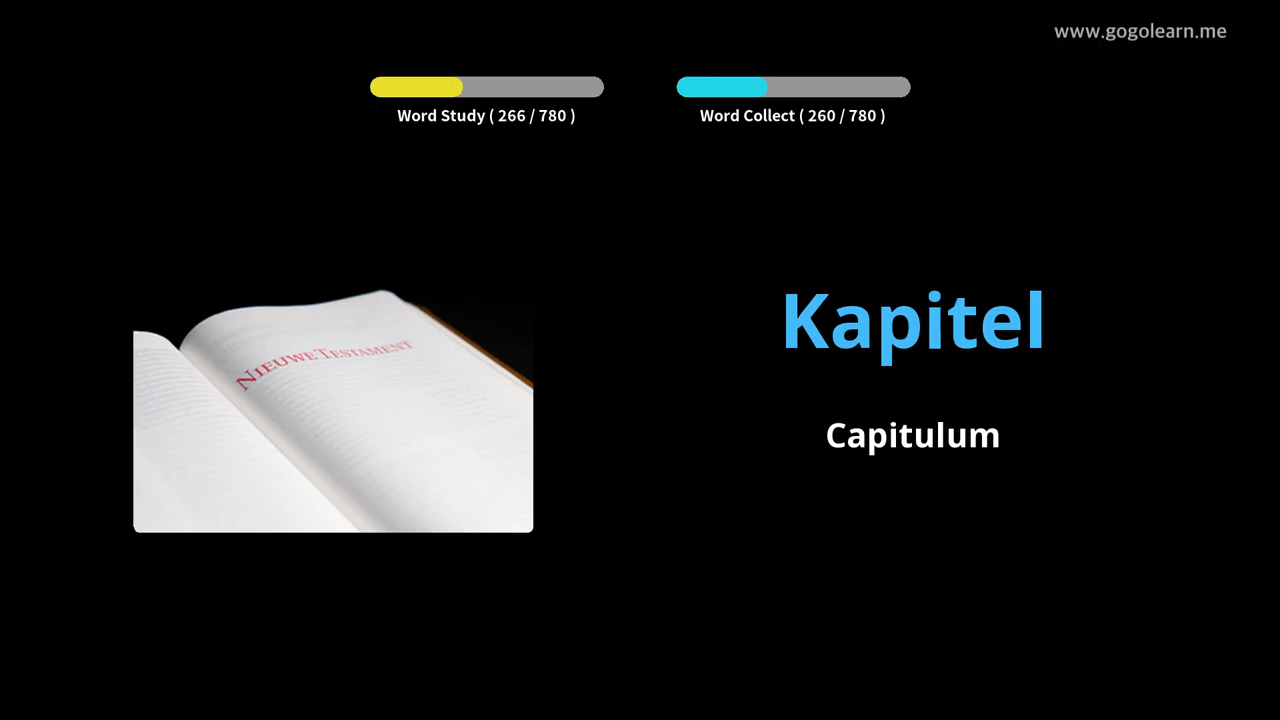 www.gogolearn.me
Word Study ( 266 / 780 )
Word Collect ( 260 / 780 )
NIEUWE TESTAMENT
Kapitel
Capitulum